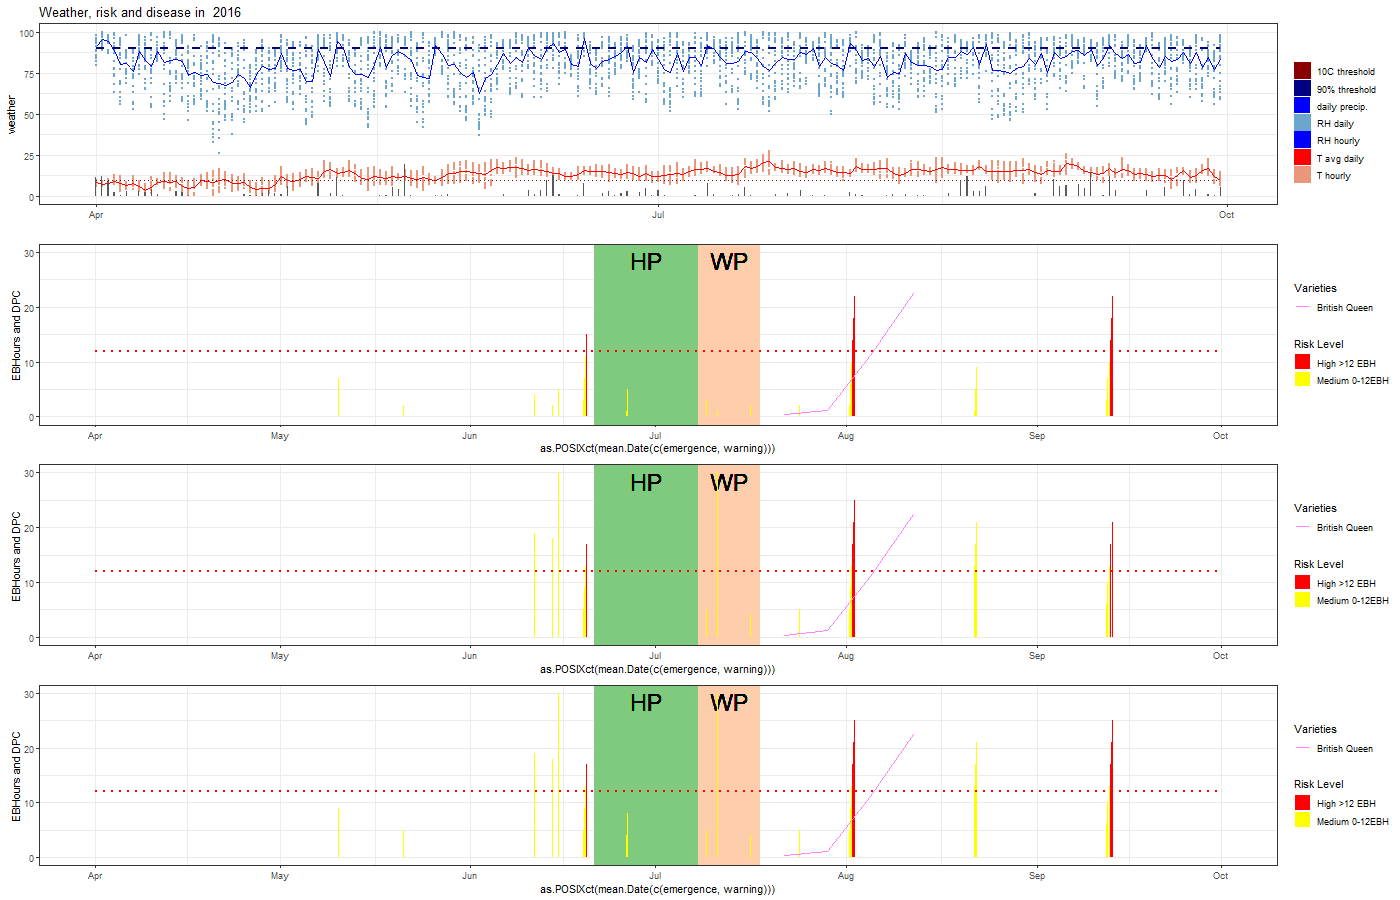 Weather, risk and disease in  2016
100
75
50
25
0
weather
Apr
Jul
Oct
10C threshold
90% threshold
daily precip.
RH daily
RH hourly
T avg daily
T hourly
HP
WP
30
20
10
0
EBHours and DPC
Apr
May
Jun
Jul
Aug
Sep
Oct
as.POSIXct(mean.Date(c(emergence, warning)))
Varieties
British Queen
Risk Level
High >12 EBH
Medium 0-12EBH
HP
WP
30
20
10
0
EBHours and DPC
Apr
May
Jun
Jul
Aug
Sep
Oct
as.POSIXct(mean.Date(c(emergence, warning)))
Varieties
British Queen
Risk Level
High >12 EBH
Medium 0-12EBH
HP
WP
30
20
10
0
EBHours and DPC
Apr
May
Jun
Jul
Aug
Sep
Oct
as.POSIXct(mean.Date(c(emergence, warning)))
Varieties
British Queen
Risk Level
High >12 EBH
Medium 0-12EBH